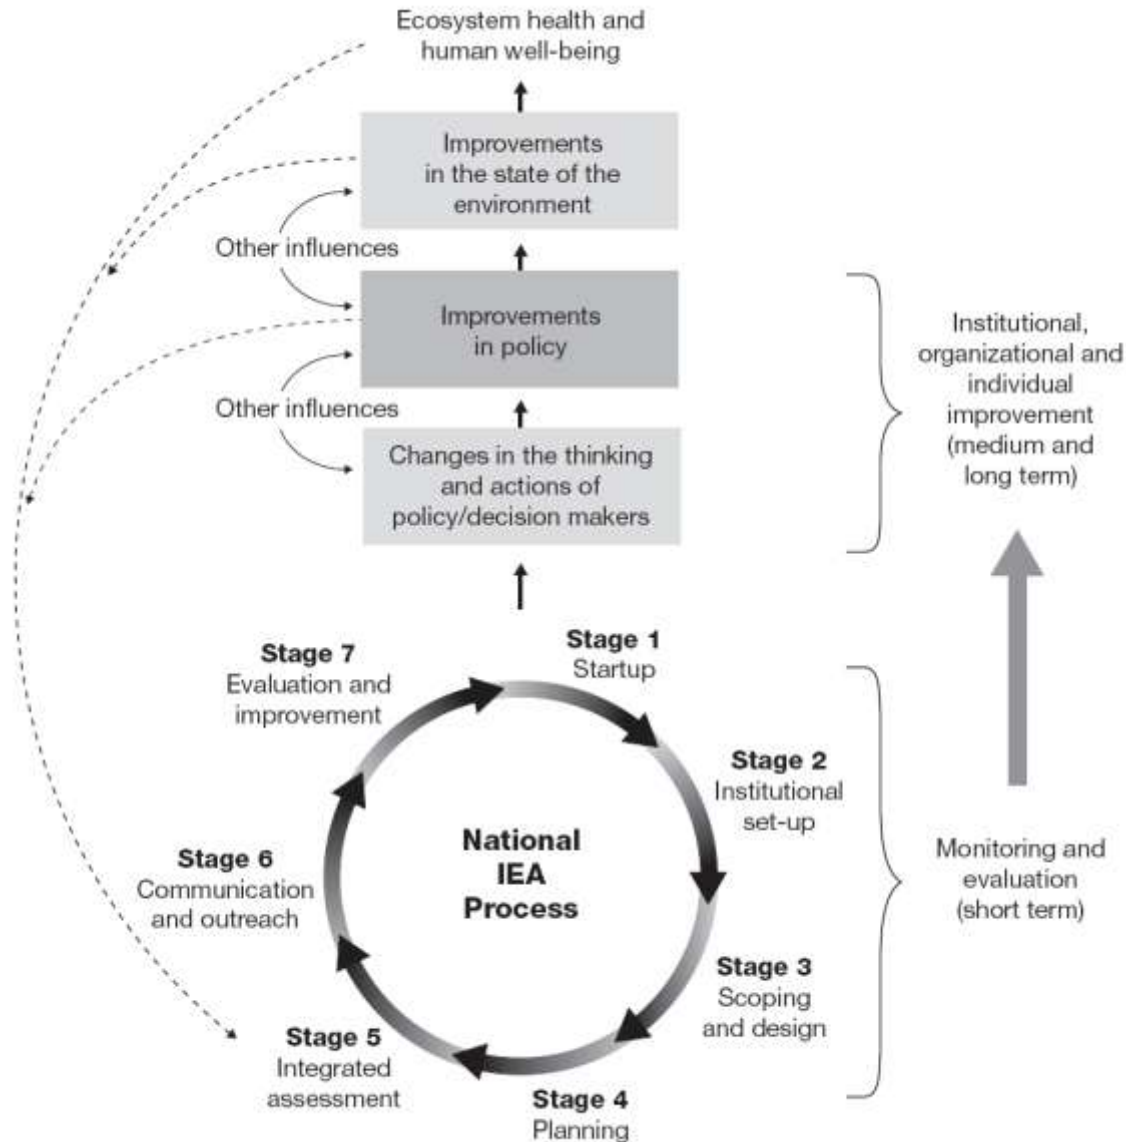 Ecosystem health and
human well-being
Improvements
in the state of the
environment
Other influences
Improvements
in policy
Other influences
Changes in the thinking
and actions of
policy/decision makers
Institutional,
organizational and
individual
improvement
(medium and
long term)
Stage 1
Startup
Stage 7
Evaluation and
improvement
Stage 2
Institutional
set-up
National
IEA
Process
Stage 6
Communication
and outreach
Monitoring and
evaluation
(short term)
Stage 3
Scoping
and design
Stage 5
Integrated
assessment
Stage 4
Planning